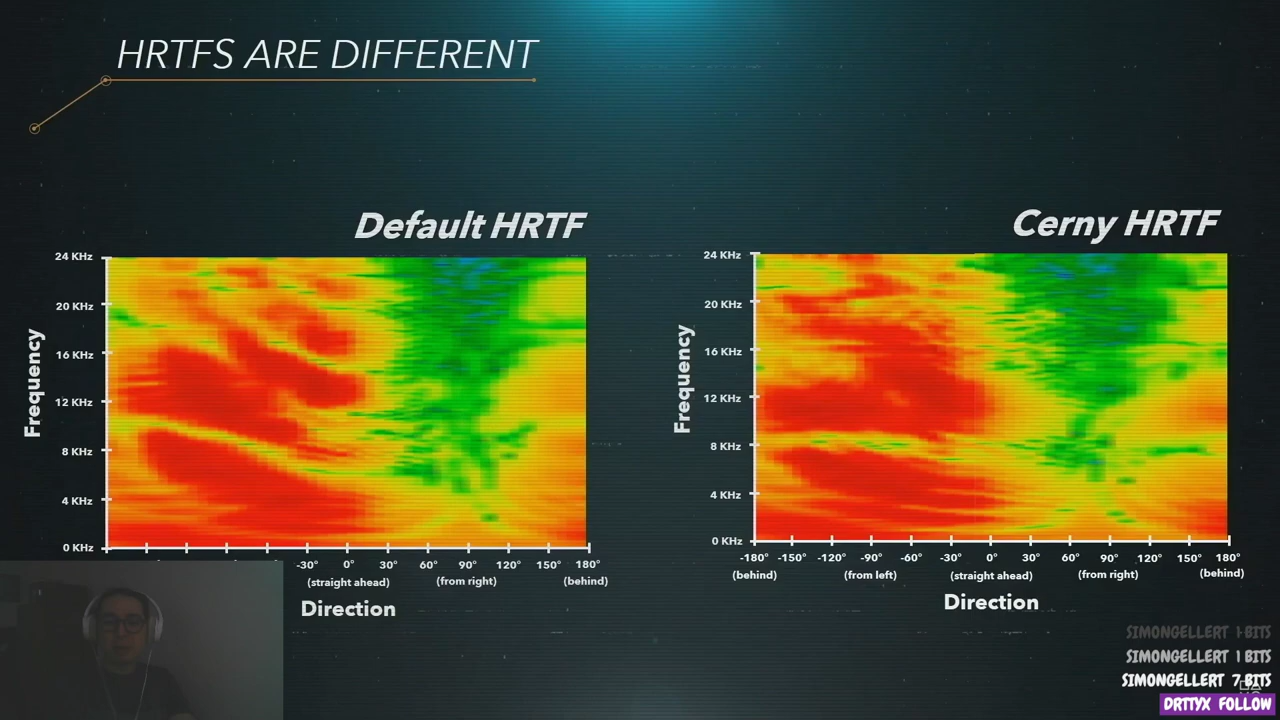 HRTFS ARE DIFFERENT
Default HRTF
24 KHz
20 KHz
16 KHz
12 KHz
8 KHz
4 KHz
0 KHz
Frequency
-30° 0° 30° 60° 90° 120° 150° 180°
(straight ahead) (from right) (behind)
Direction
Cerny HRTF
24 KHz
20 KHz
16 KHz
12 KHz
8 KHz
4 KHz
0 KHz
Frequency
-180° -150° -120° -90° -60° -30° 0° 30° 60° 90° 120° 150° 180°
(behind) (from left) (straight ahead) (from right) (behind)
Direction
SIMONGELLERT 1 BITS
SIMONGELLERT 1 BITS
SIMONGELLERT 7 BITS
DRTTYX FOLLOW